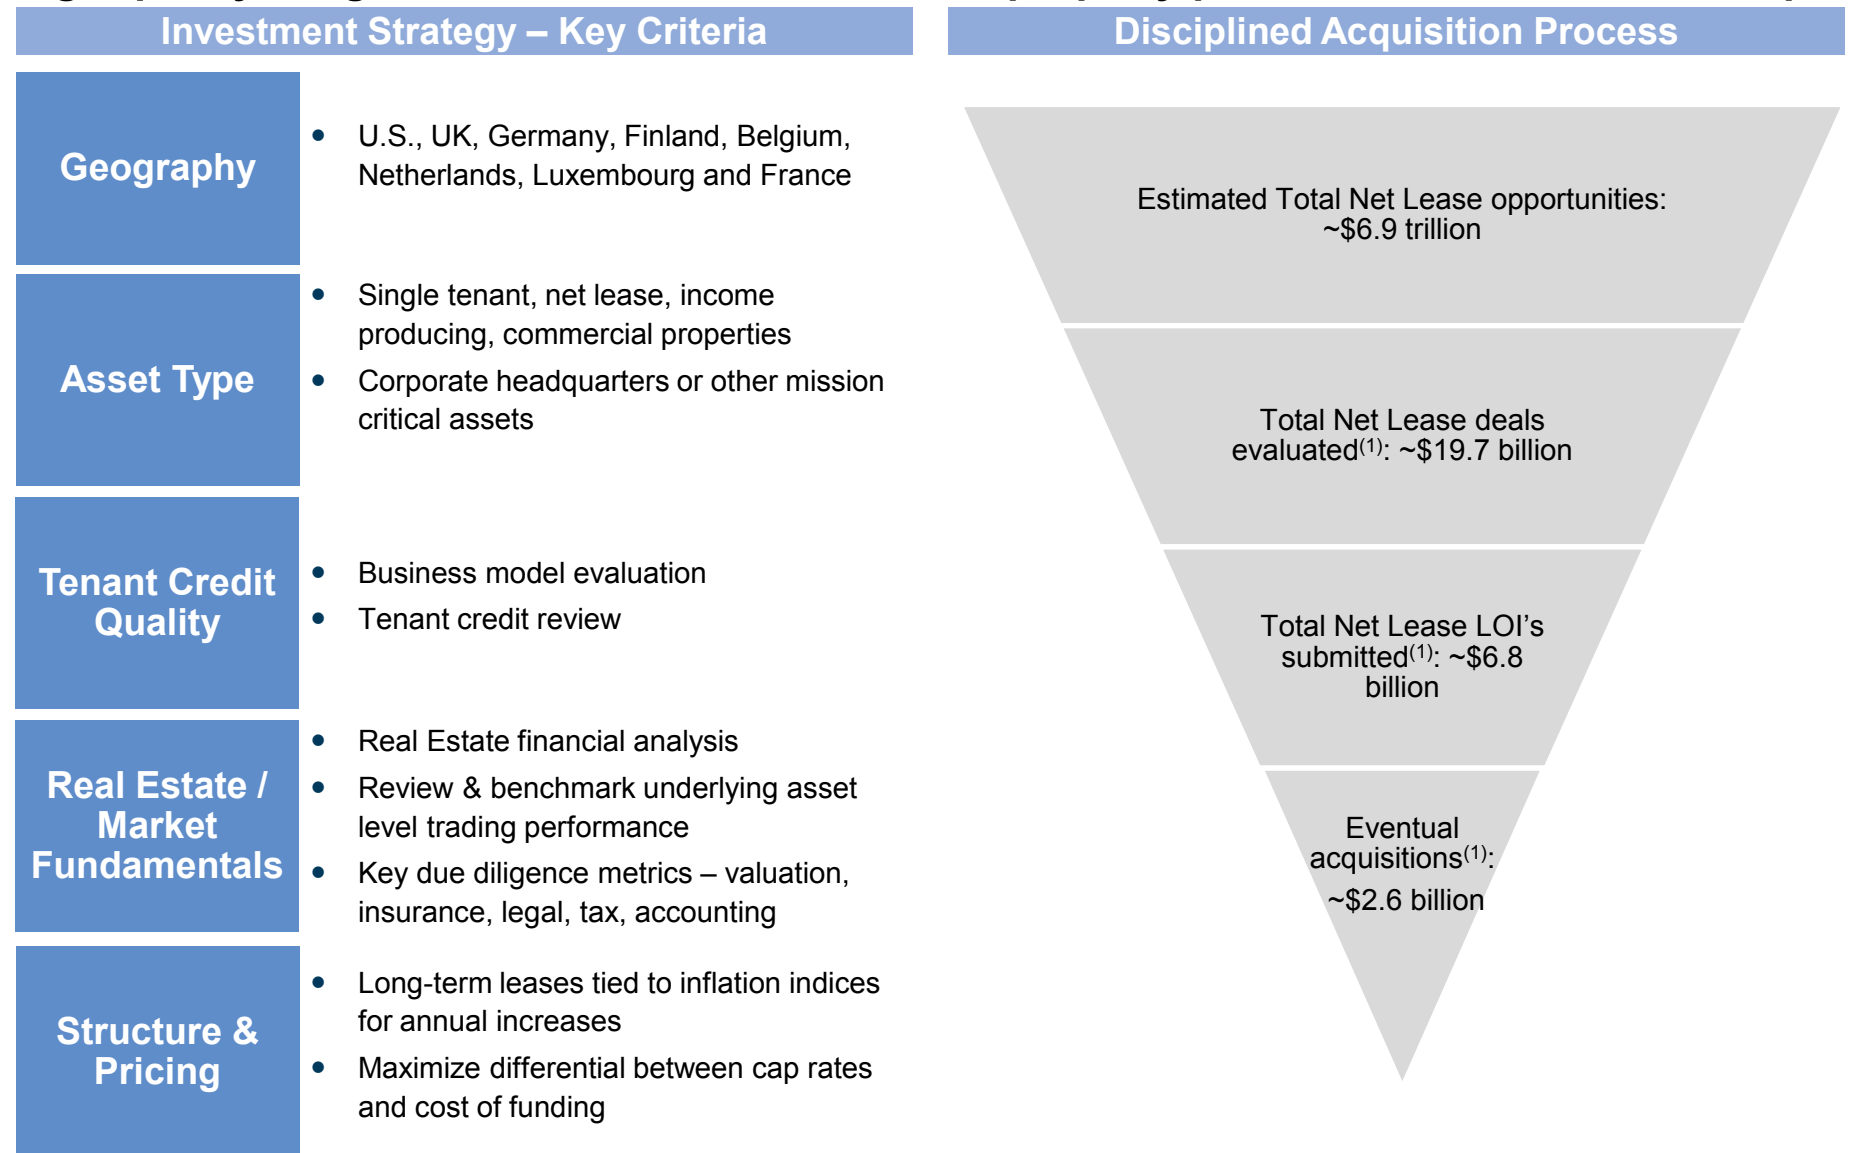 Investment Strategy – Key Criteria
Geography
• U.S., UK, Germany, Finland, Belgium,
Netherlands, Luxembourg and France
Asset Type
• Single tenant, net lease, income
producing, commercial properties
• Corporate headquarters or other mission
critical assets
Tenant Credit
Quality
• Business model evaluation
• Tenant credit review
Real Estate /
Market
Fundamentals
• Real Estate financial analysis
• Review & benchmark underlying asset
level trading performance
• Key due diligence metrics – valuation,
insurance, legal, tax, accounting
Structure &
Pricing
• Long-term leases tied to inflation indices
for annual increases
• Maximize differential between cap rates
and cost of funding
Disciplined Acquisition Process
Estimated Total Net Lease opportunities:
~$6.9 trillion
Total Net Lease deals
evaluated(1): ~$19.7 billion
Total Net Lease LOI’s
submitted(1): ~$6.8
billion
Eventual
acquisitions(1):
~$2.6 billion